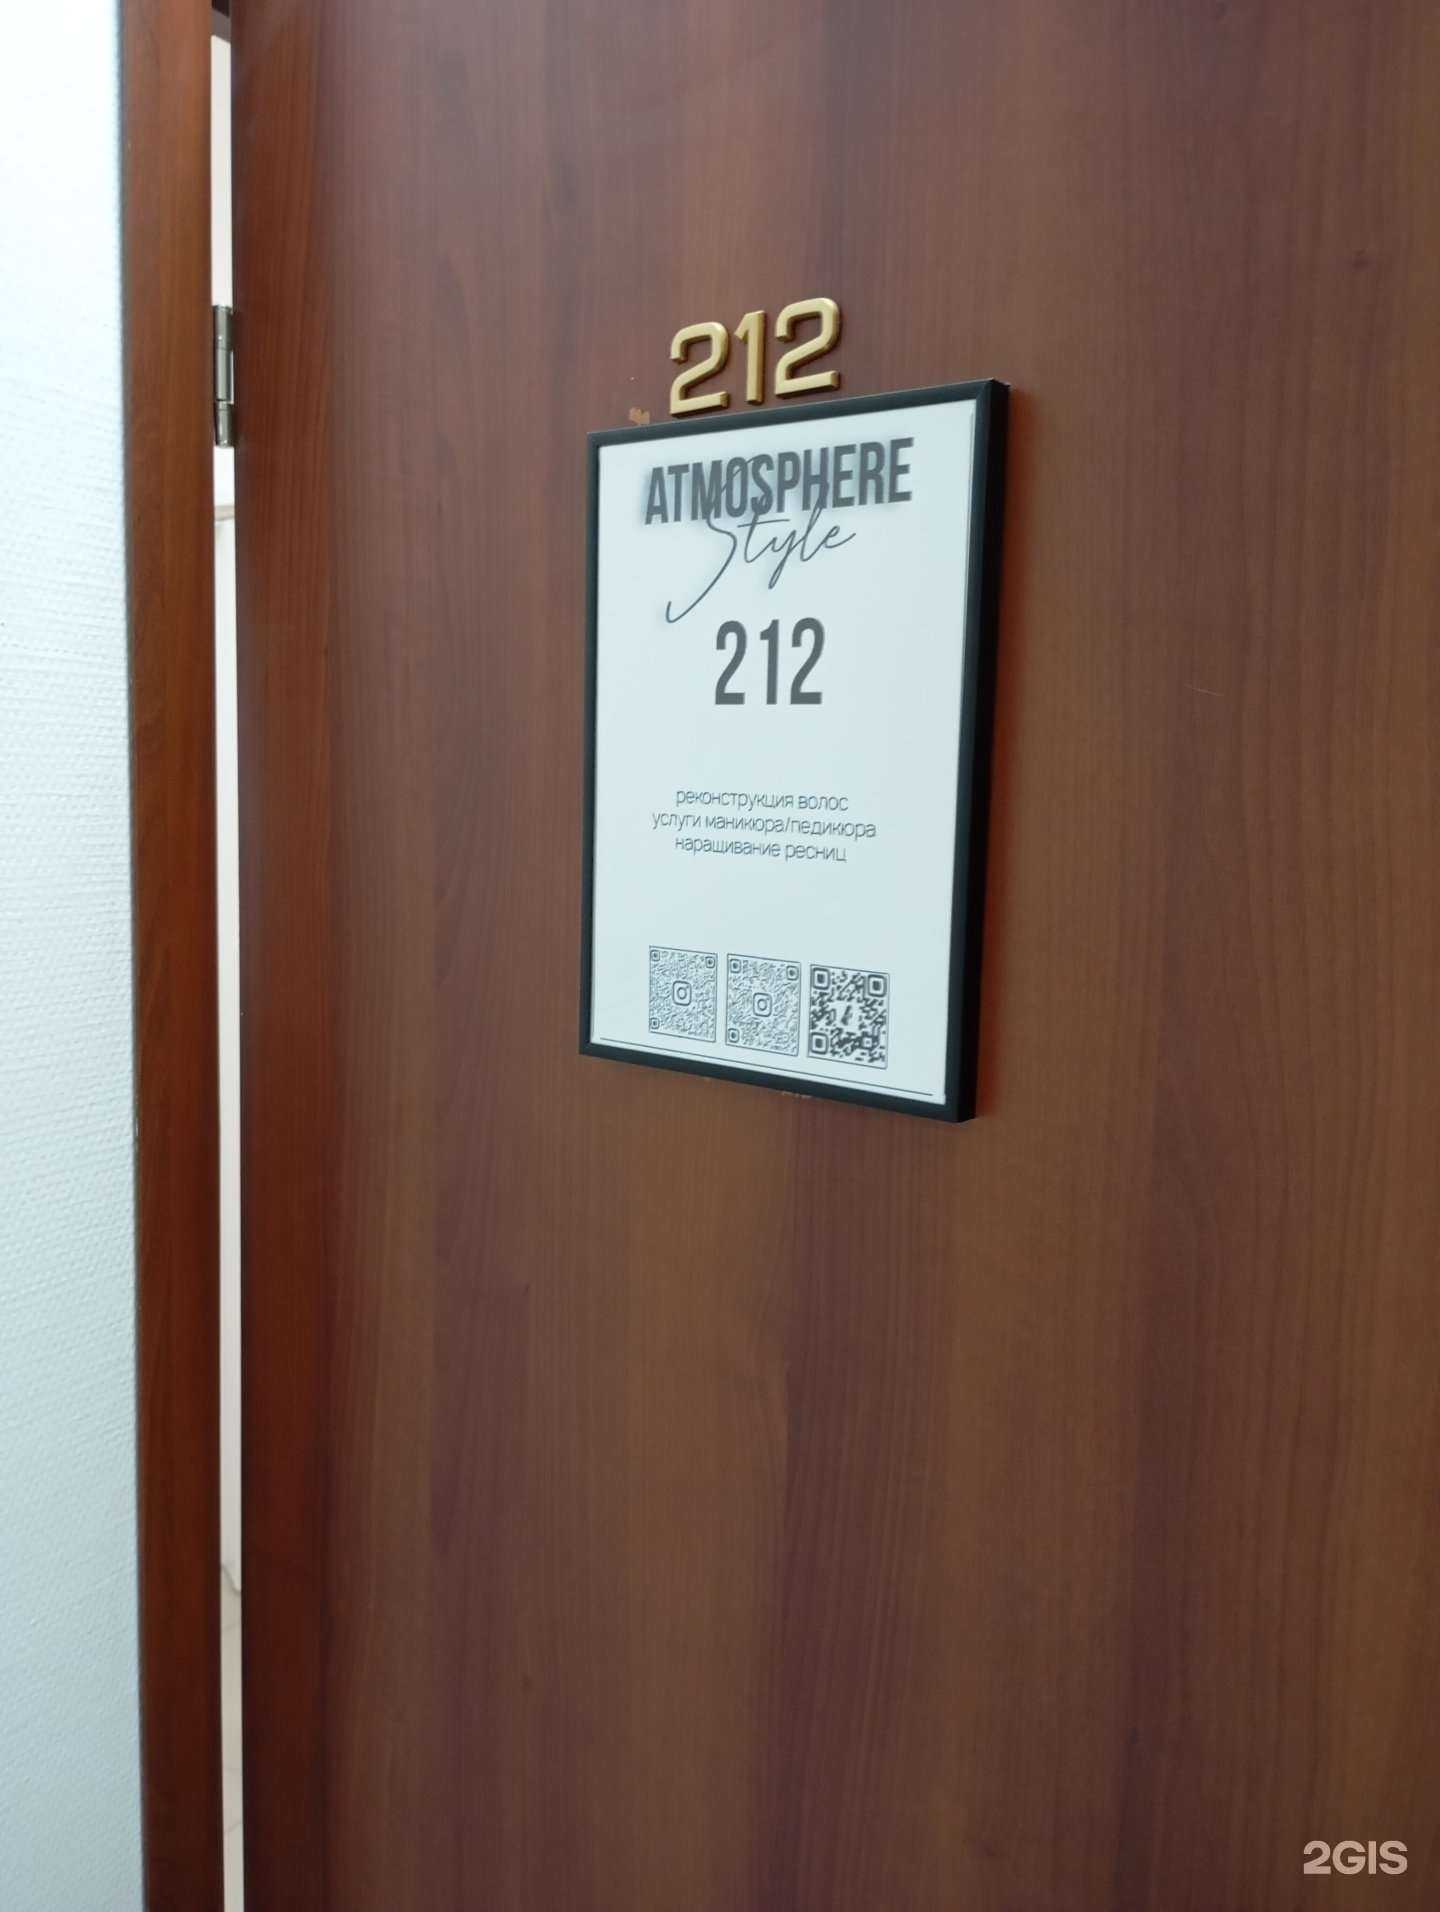 212
ATMOSPHERE
Style
212
реконструкция волос
услуги маникюра/педикюра
наращивание ресниц
2GIS